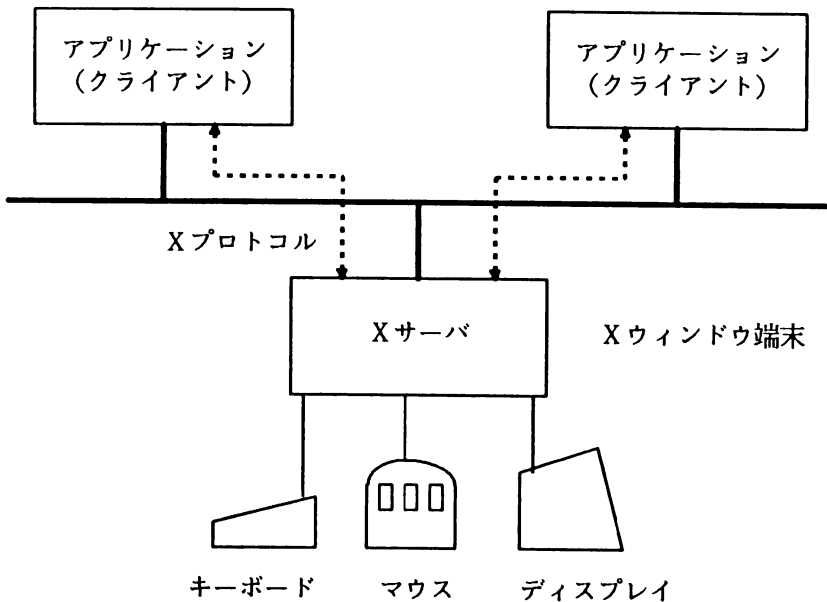 アプリケーション
(クライアント)
アプリケーション
(クライアント)
Xプロトコル
Xサーバ
Xウィンドウ端末
キーボード
マウス
ディスプレイ